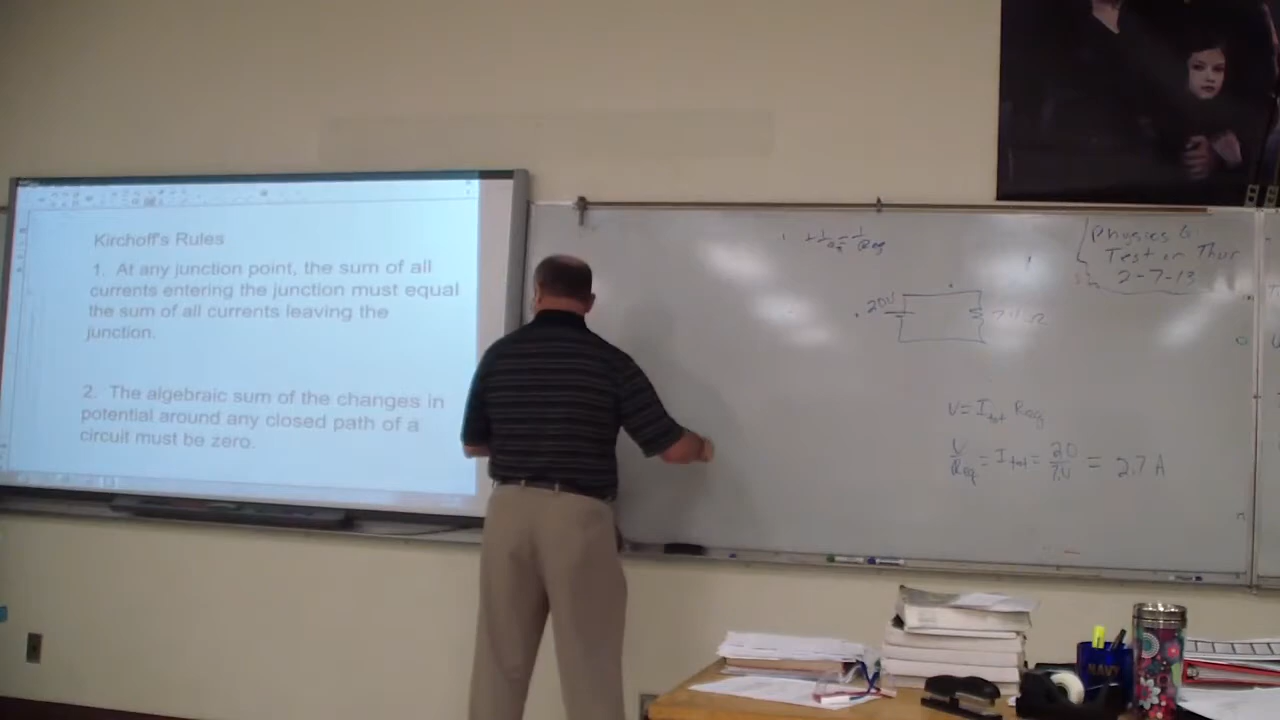 Kirchoff's Rules
1. At any junction point, the sum of all
currents entering the junction must equal
the sum of all currents leaving the
junction.
2. The algebraic sum of the changes in
potential around any closed path of a
circuit must be zero.
Physics G
Test on Thur
2-7-13
20V
Ω
V = I tot Req
V/Req = I tot = 20/7.4 = 2.7 A
NAVY